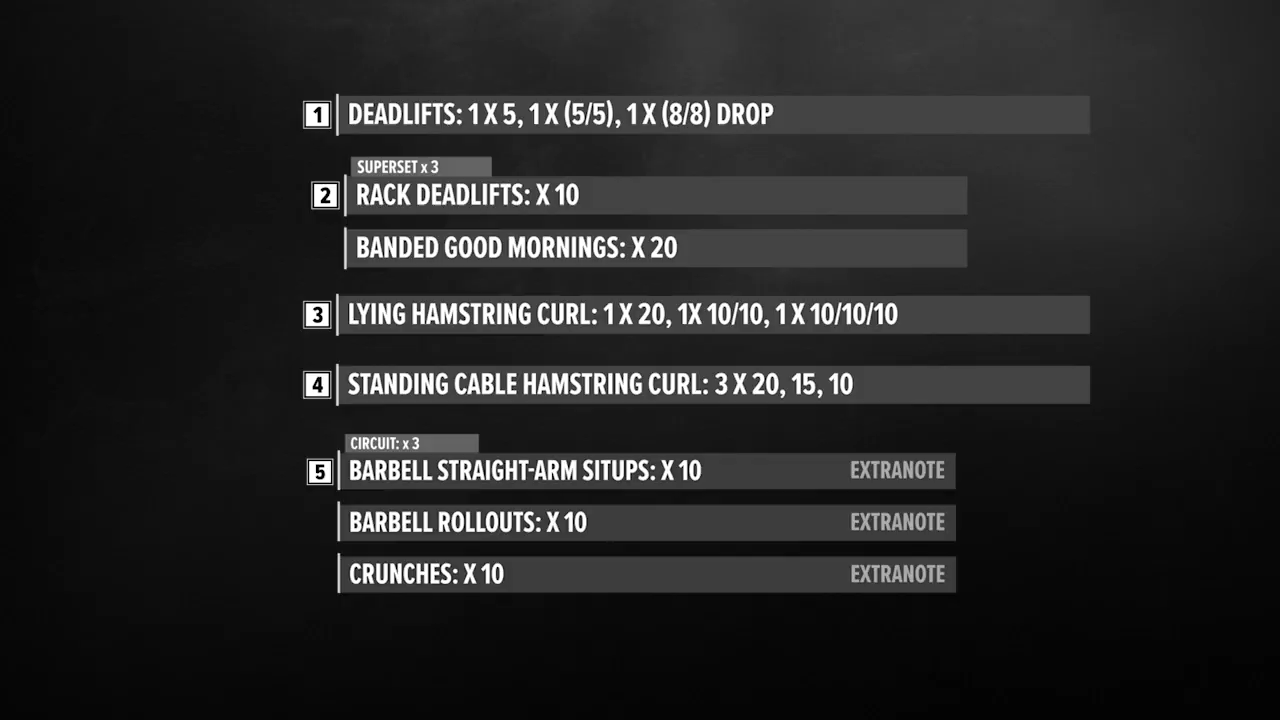 1 DEADLIFTS: 1 X 5, 1 X (5/5), 1 X (8/8) DROP
SUPERSET x 3
2 RACK DEADLIFTS: X 10
BANDED GOOD MORNINGS: X 20
3 LYING HAMSTRING CURL: 1 X 20, 1X 10/10, 1 X 10/10/10
4 STANDING CABLE HAMSTRING CURL: 3 X 20, 15, 10
CIRCUIT: x 3
5 BARBELL STRAIGHT-ARM SITUPS: X 10 EXTRANOTE
BARBELL ROLLOUTS: X 10 EXTRANOTE
CRUNCHES: X 10 EXTRANOTE